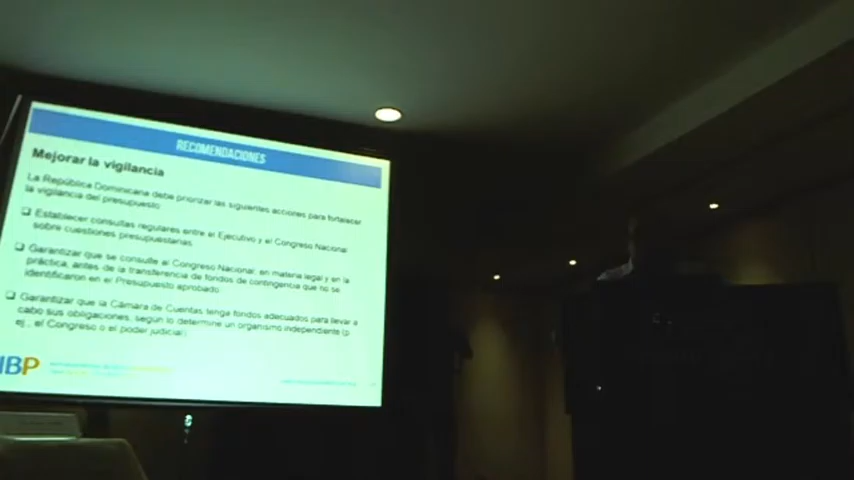 RECOMENDACIONES
Mejorar la vigilancia
La República Dominicana debe priorizar las siguientes acciones para fortalecer
la vigilancia del presupuesto:
Establecer consultas regulares entre el Ejecutivo y el Congreso Nacional
sobre cuestiones presupuestarias.
Garantizar que se consulte al Congreso Nacional, en materia legal y en la
práctica, antes de la transferencia de fondos de contingencia que no se
identificaron en el Presupuesto aprobado.
Garantizar que la Cámara de Cuentas tenga fondos adecuados para llevar a
cabo sus obligaciones, según lo determine un organismo independiente (p.
ej., el Congreso o el poder judicial).
IBP